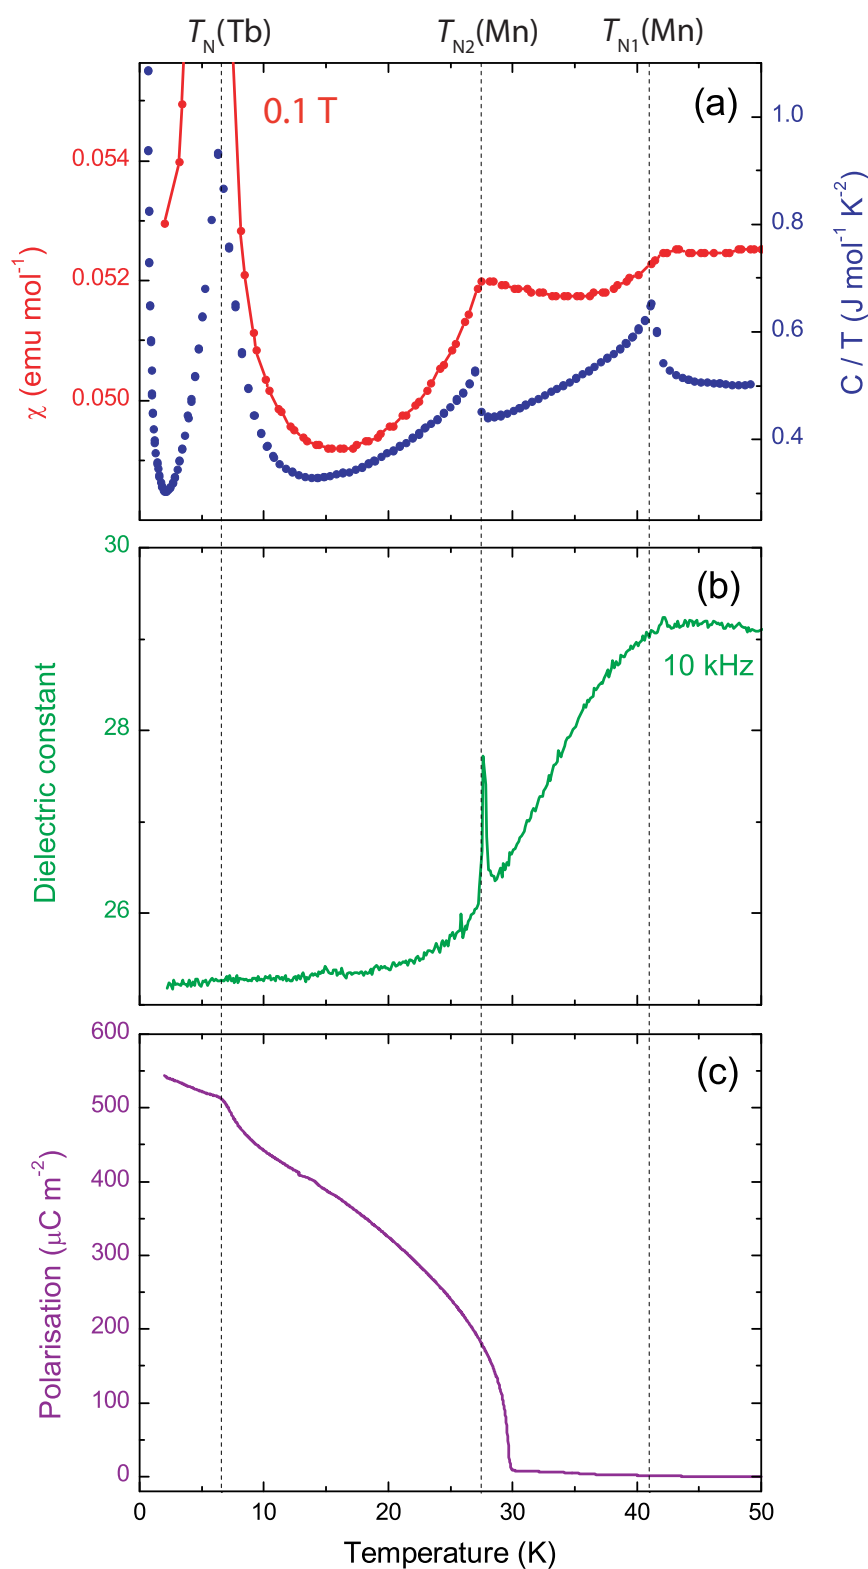 T_N(Tb) T_N2(Mn) T_N1(Mn)
(a)
0.1 T
0.054
0.052
0.050
χ (emu mol⁻¹)
1.0
0.8
0.6
0.4
C / T (J mol⁻¹ K⁻²)
(b)
10 kHz
30
28
26
Dielectric constant
(c)
600
500
400
300
200
100
0
Polarisation (μC m⁻²)
0 10 20 30 40 50
Temperature (K)